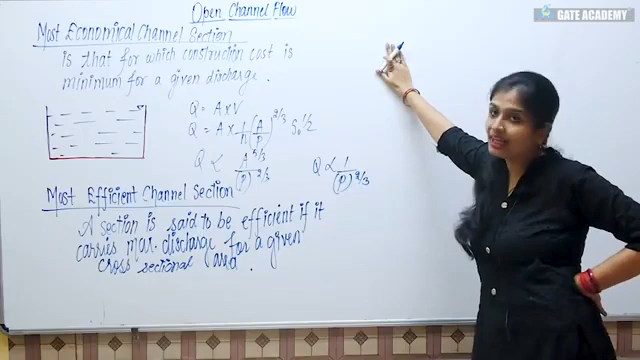 GATE ACADEMY
Open Channel Flow
Most Economical Channel Section
is that for which construcion cost is
minimum for a given discharge.
Q = A×V
Q = A × 1/n (A/P)^2/3 S₀^1/2
Q ∝ A^5/3/(P)^2/3
Q ∝ 1/(P)^2/3
Most Efficient Channel Section
A section is said to be efficient if it
carries max. discharge for a given
cross sectional area.